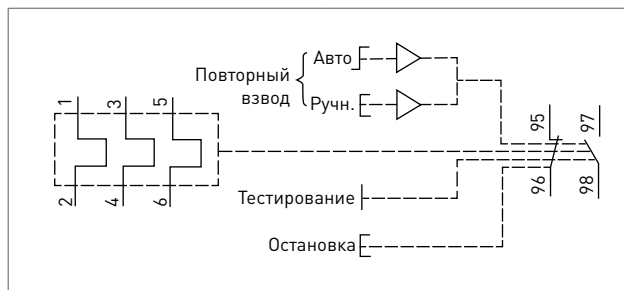 Авто
Повторный
взвод
Ручн.
1 3 5
95 97
2 4 6
96 98
Тестирование
Остановка